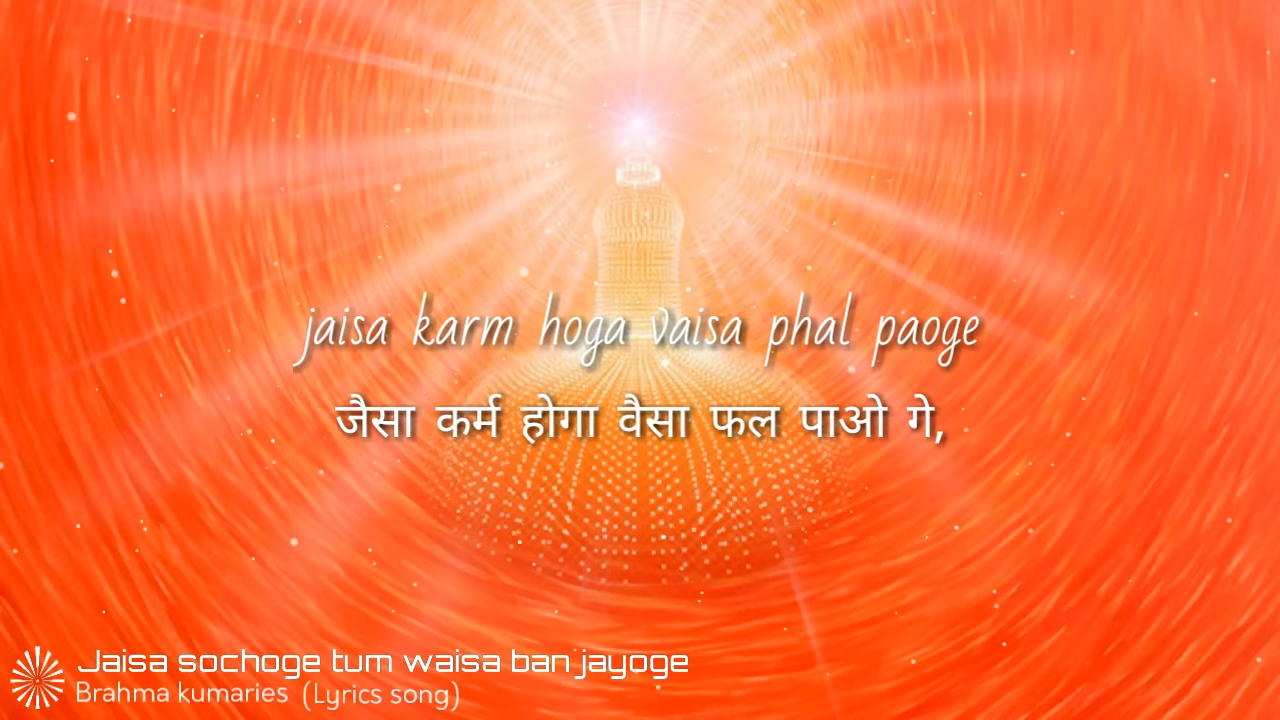 jaisa karm hoga vaisa phal paoge
जैसा कर्म होगा वैसा फल पाओ गे,
Jaisa sochoge tum waisa ban jayoge
Brahma kumaries (Lyrics song)